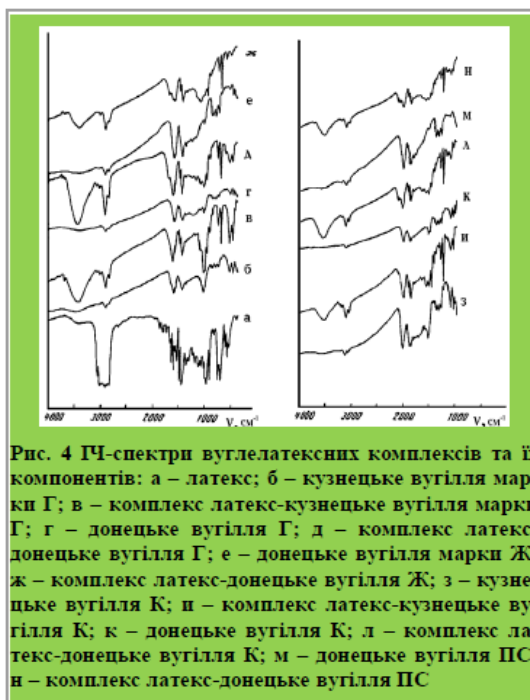 ж
е
д
г
в
б
а
4000 3000 2000 1000
V, см⁻¹
н
м
л
к
и
з
4000 3000 2000 1000
V, см⁻¹
Рис. 4 ІЧ-спектри вуглелатексних комплексів та їх
компонентів: а – латекс; б – кузнецьке вугілля мар
ки Г; в – комплекс латекс-кузнецьке вугілля марки
Г; г – донецьке вугілля Г; д – комплекс латекс
донецьке вугілля Г; е – донецьке вугілля марки Ж
ж – комплекс латекс-донецьке вугілля Ж; з – кузне
цьке вугілля К; и – комплекс латекс-кузнецьке ву
гілля К; к – донецьке вугілля К; л – комплекс ла
текс-донецьке вугілля К; м – донецьке вугілля ПС
н – комплекс латекс-донецьке вугілля ПС